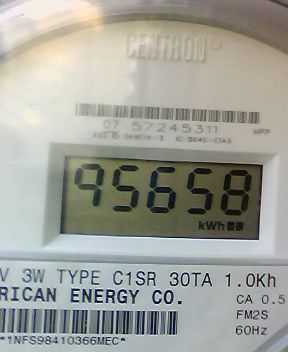 CENTRON®
07 57245311 HPP
95658
kWh
V 3W TYPE C1SR 30TA 1.0Kh
RICAN ENERGY CO. CA 0.5
FM2S
*1NFS98410366MEC* 60Hz